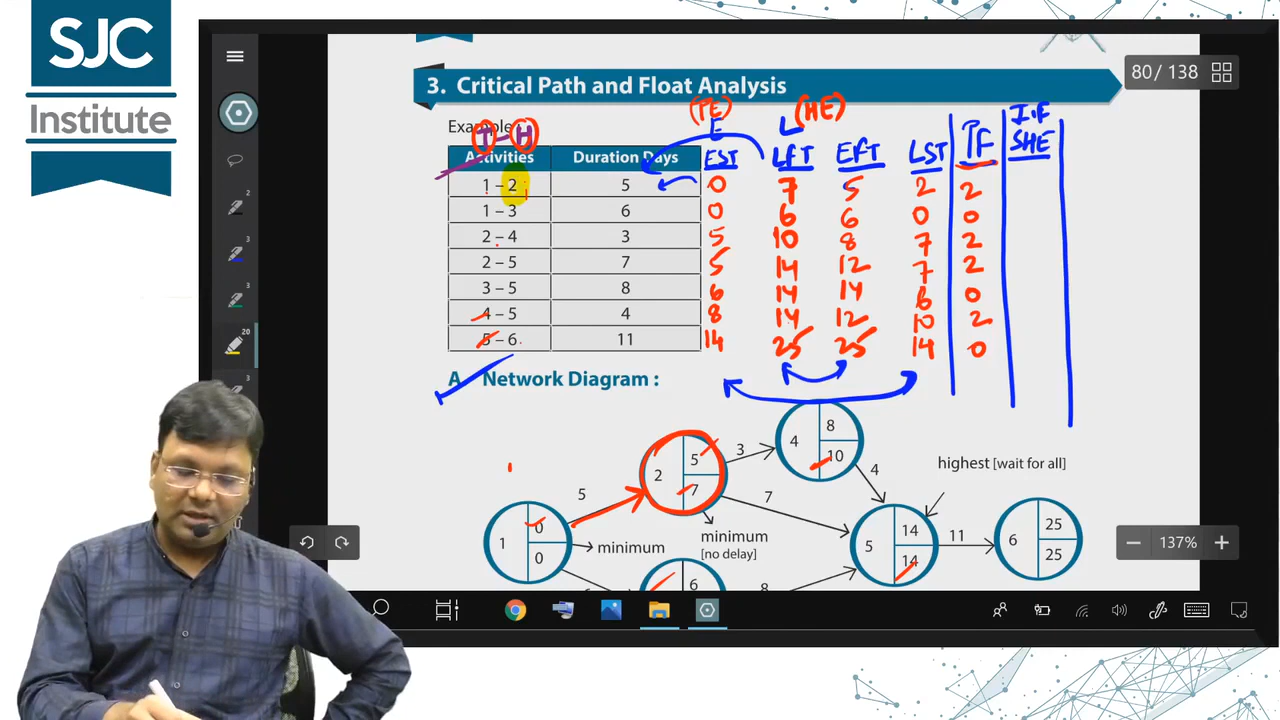 SJC
Institute
80 / 138
3. Critical Path and Float Analysis
(TE) (HE)
Example
T - H E L I.F
Activities Duration Days EST LFT EFT LST TF SHE
1 – 2 5 0 7 5 2 2
1 – 3 6 0 6 6 0 0
2 – 4 3 5 10 8 7 2
2 – 5 7 5 14 12 7 2
3 – 5 8 6 14 14 6 0
4 – 5 4 8 14 12 10 2
5 – 6 11 14 25 25 14 0
A. Network Diagram :
8
4
10
3
5
2
7
4
highest [wait for all]
5
7
0
1
0
minimum
minimum
[no delay]
14
5
14
11
25
6
25
6
8
137%
20